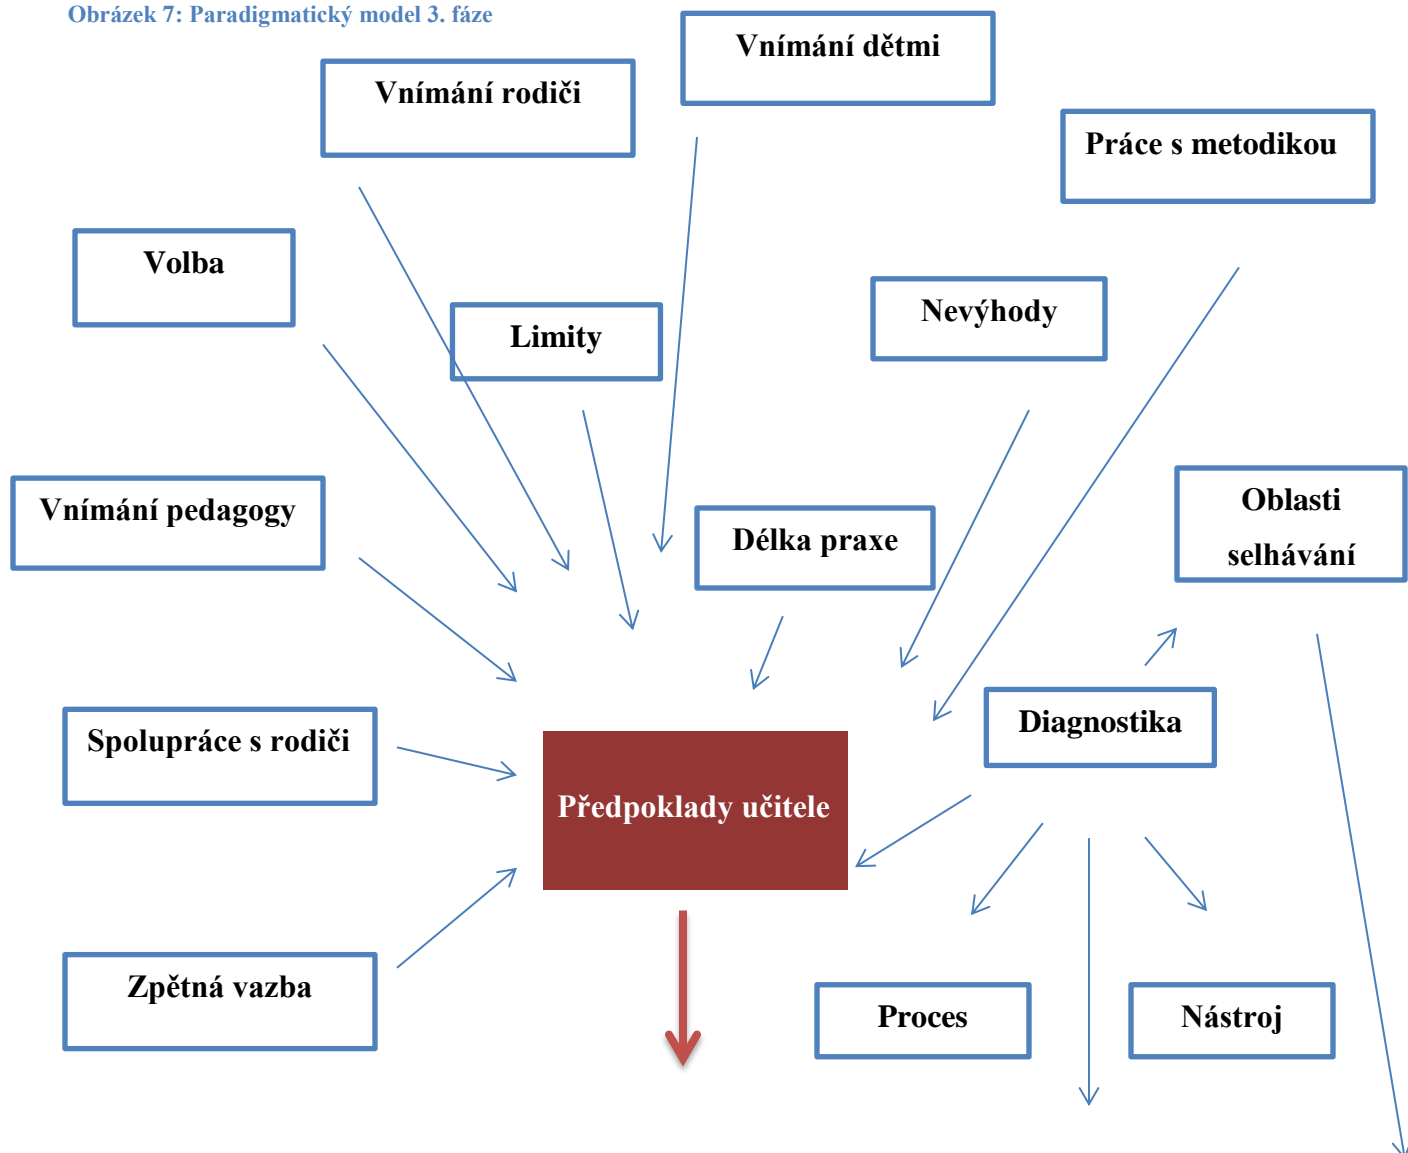 Obrázek 7: Paradigmatický model 3. fáze
Vnímání dětmi
Vnímání rodiči
Práce s metodikou
Volba
Nevýhody
Limity
Vnímání pedagogy
Oblasti
selhávání
Délka praxe
Diagnostika
Spolupráce s rodiči
Předpoklady učitele
Zpětná vazba
Proces
Nástroj